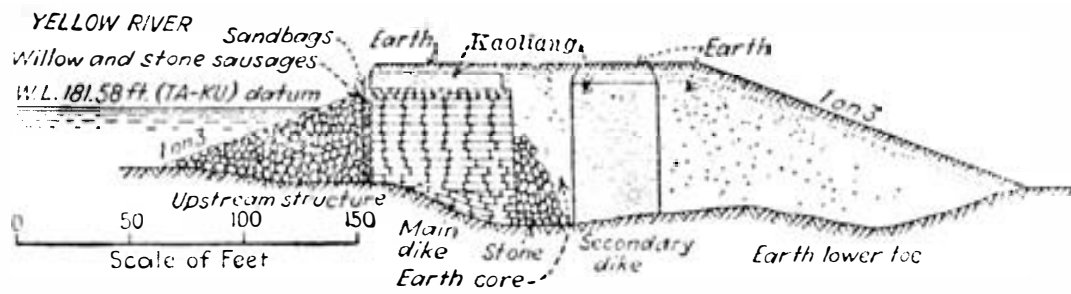 YELLOW RIVER
Sandbags
Earth
Kaoliang
Earth
Willow and stone sausages
W.L. 181.58 ft. (TA-KU) datum
1 on 3
1 on 3
Upstream structure
0 50 100 150
Scale of Feet
Main
dike
Stone
Earth core
Secondary
dike
Earth lower toe